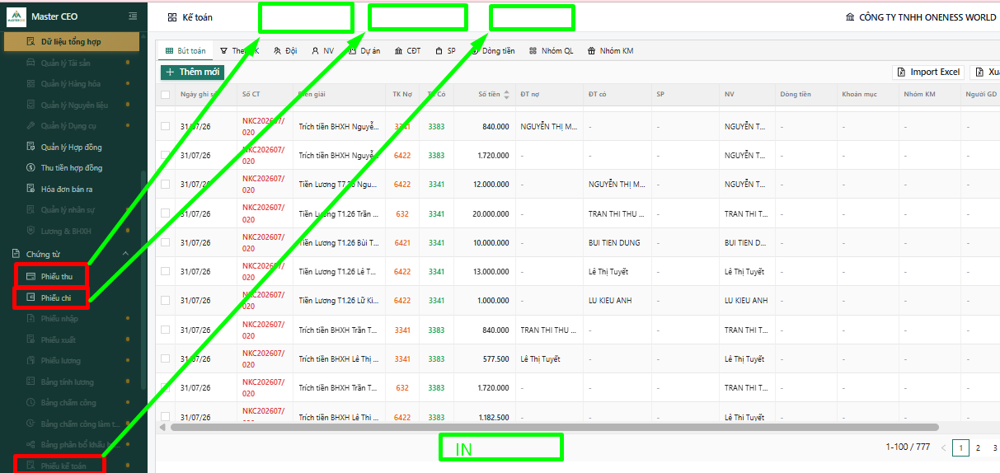 Master CEO
Kế toán
CÔNG TY TNHH ONEESS WORLD
Dữ liệu tổng hợp
Quản lý Tài sản
Quản lý Hàng hóa
Quản lý Nguyên liệu
Quản lý Dụng cụ
Quản lý Hợp đồng
Thu tiền hợp đồng
Hóa đơn bán ra
Quản lý nhân sự
Lương & BHXH
Chứng từ
Phiếu thu
Phiếu chi
Phiếu nhập
Phiếu xuất
Phiếu lương
Bảng tính lương
Bảng chấm công
Bảng chấm công làm t...
Bảng phân bổ khấu
Phiếu kế toán
Bút toán Đội NV Dự án CĐT SP Dòng tiền Nhóm QL Nhóm KM
+ Thêm mới Import Excel
Ngày ghi Số CT giải TK Nợ Có Số tiền ĐT nợ ĐT có SP NV Dòng tiền Khoản mục Nhóm KM Người GD
31/07/26 NKC202607/ Trích tiền BHXH Nguyễ... 3341 3383 840.000 NGUYỄN THỊ M... - - NGUYỄN T... - - - -
020
31/07/26 NKC202607/ Trích tiền BHXH Nguyễ... 6422 3383 1.720.000 - - - NGUYỄN T... - - - -
020
31/07/26 NKC202607/ Tiền Lương T7.26 Ngu... 6422 3341 12.000.000 - NGUYỄN THỊ M... - NGUYỄN T... - - - -
020
31/07/26 NKC202607/ Tiền Lương T1.26 Trần ... 632 3341 20.000.000 - TRAN THI THU ... - TRAN THI T... - - - -
020
31/07/26 NKC202607/ Tiền Lương T1.26 Bùi T... 6421 3341 10.000.000 - BUI TIEN DUNG - BUI TIEN D... - - - -
020
31/07/26 NKC202607/ Tiền Lương T1.26 Lê T... 6422 3341 13.000.000 - Lê Thị Tuyết - Lê Thị Tuyết - - - -
020
31/07/26 NKC202607/ Tiền Lương T1.26 Lữ Ki... 6422 3341 1.000.000 - LU KIEU ANH - LU KIEU ANH - - - -
020
31/07/26 NKC202607/ Trích tiền BHXH Trần T... 3341 3383 840.000 TRAN THI THU ... - - TRAN THI T... - - - -
020
31/07/26 NKC202607/ Trích tiền BHXH Lê Thị ... 3341 3383 577.500 Lê Thị Tuyết - - Lê Thị Tuyết - - - -
020
31/07/26 NKC202607/ Trích tiền BHXH Trần T... 632 3383 1.720.000 - - - TRAN THI T... - - - -
020
31/07/26 NKC202607/ Trích tiền BHXH Lê Thị ... 6422 3383 1.182.500 - - - Lê Thị Tuyết - - - -
IN
1-100 / 777 < 1 2 3